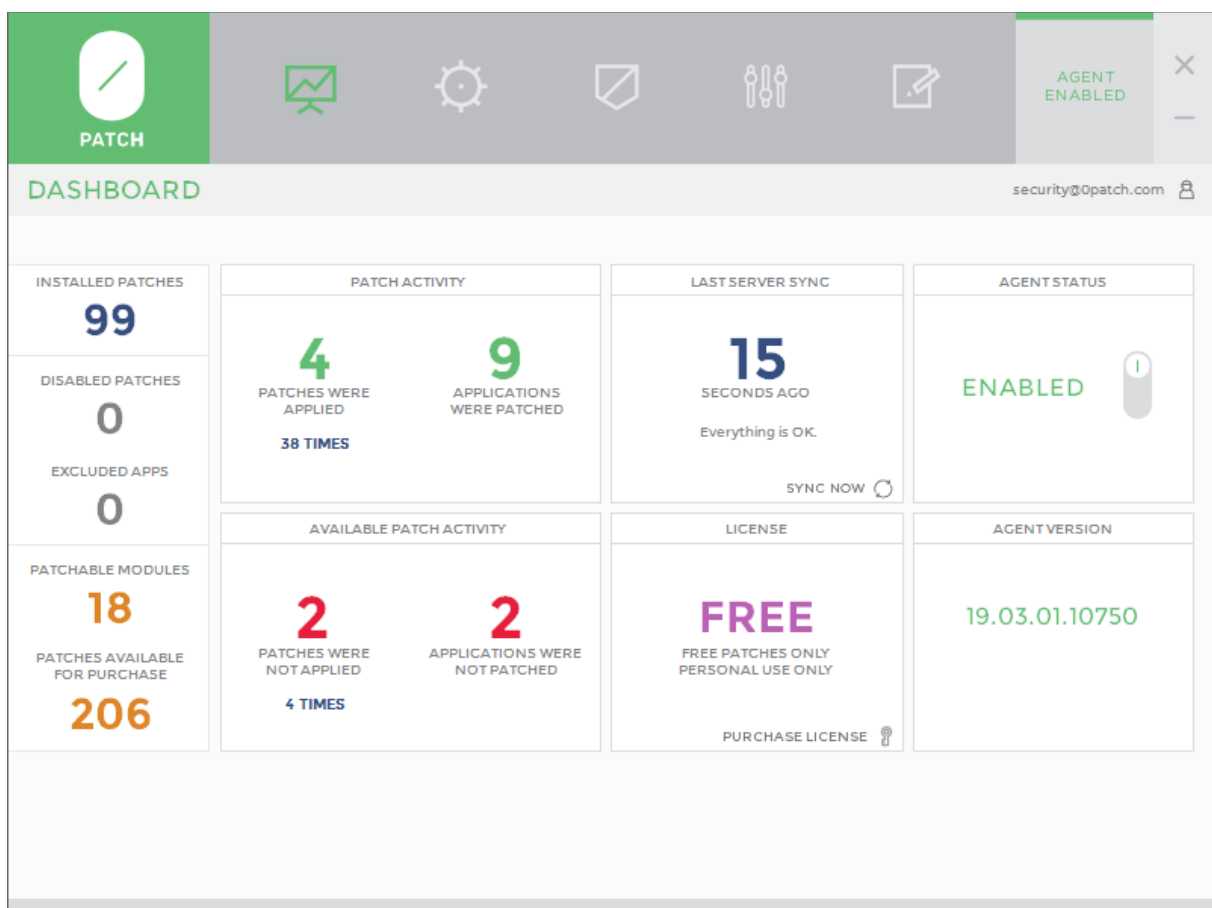 0
PATCH
AGENT
ENABLED
DASHBOARD
security@0patch.com
INSTALLED PATCHES
99
DISABLED PATCHES
0
EXCLUDED APPS
0
PATCHABLE MODULES
18
PATCHES AVAILABLE
FOR PURCHASE
206
PATCH ACTIVITY
4
PATCHES WERE
APPLIED
38 TIMES
9
APPLICATIONS
WERE PATCHED
LAST SERVER SYNC
15
SECONDS AGO
Everything is OK.
SYNC NOW
AGENT STATUS
ENABLED
AVAILABLE PATCH ACTIVITY
2
PATCHES WERE
NOT APPLIED
4 TIMES
2
APPLICATIONS WERE
NOT PATCHED
LICENSE
FREE
FREE PATCHES ONLY
PERSONAL USE ONLY
PURCHASE LICENSE
AGENT VERSION
19.03.01.10750